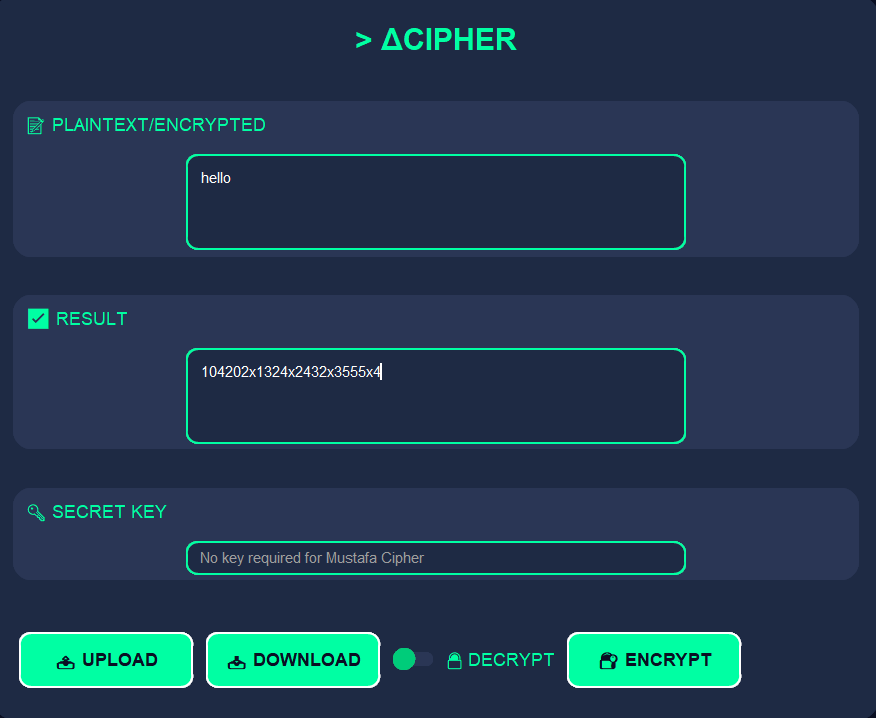 > ΔCIPHER
PLAINTEXT/ENCRYPTED
hello
RESULT
104202x1324x2432x3555x4
SECRET KEY
No key required for Mustafa Cipher
UPLOAD DOWNLOAD DECRYPT ENCRYPT